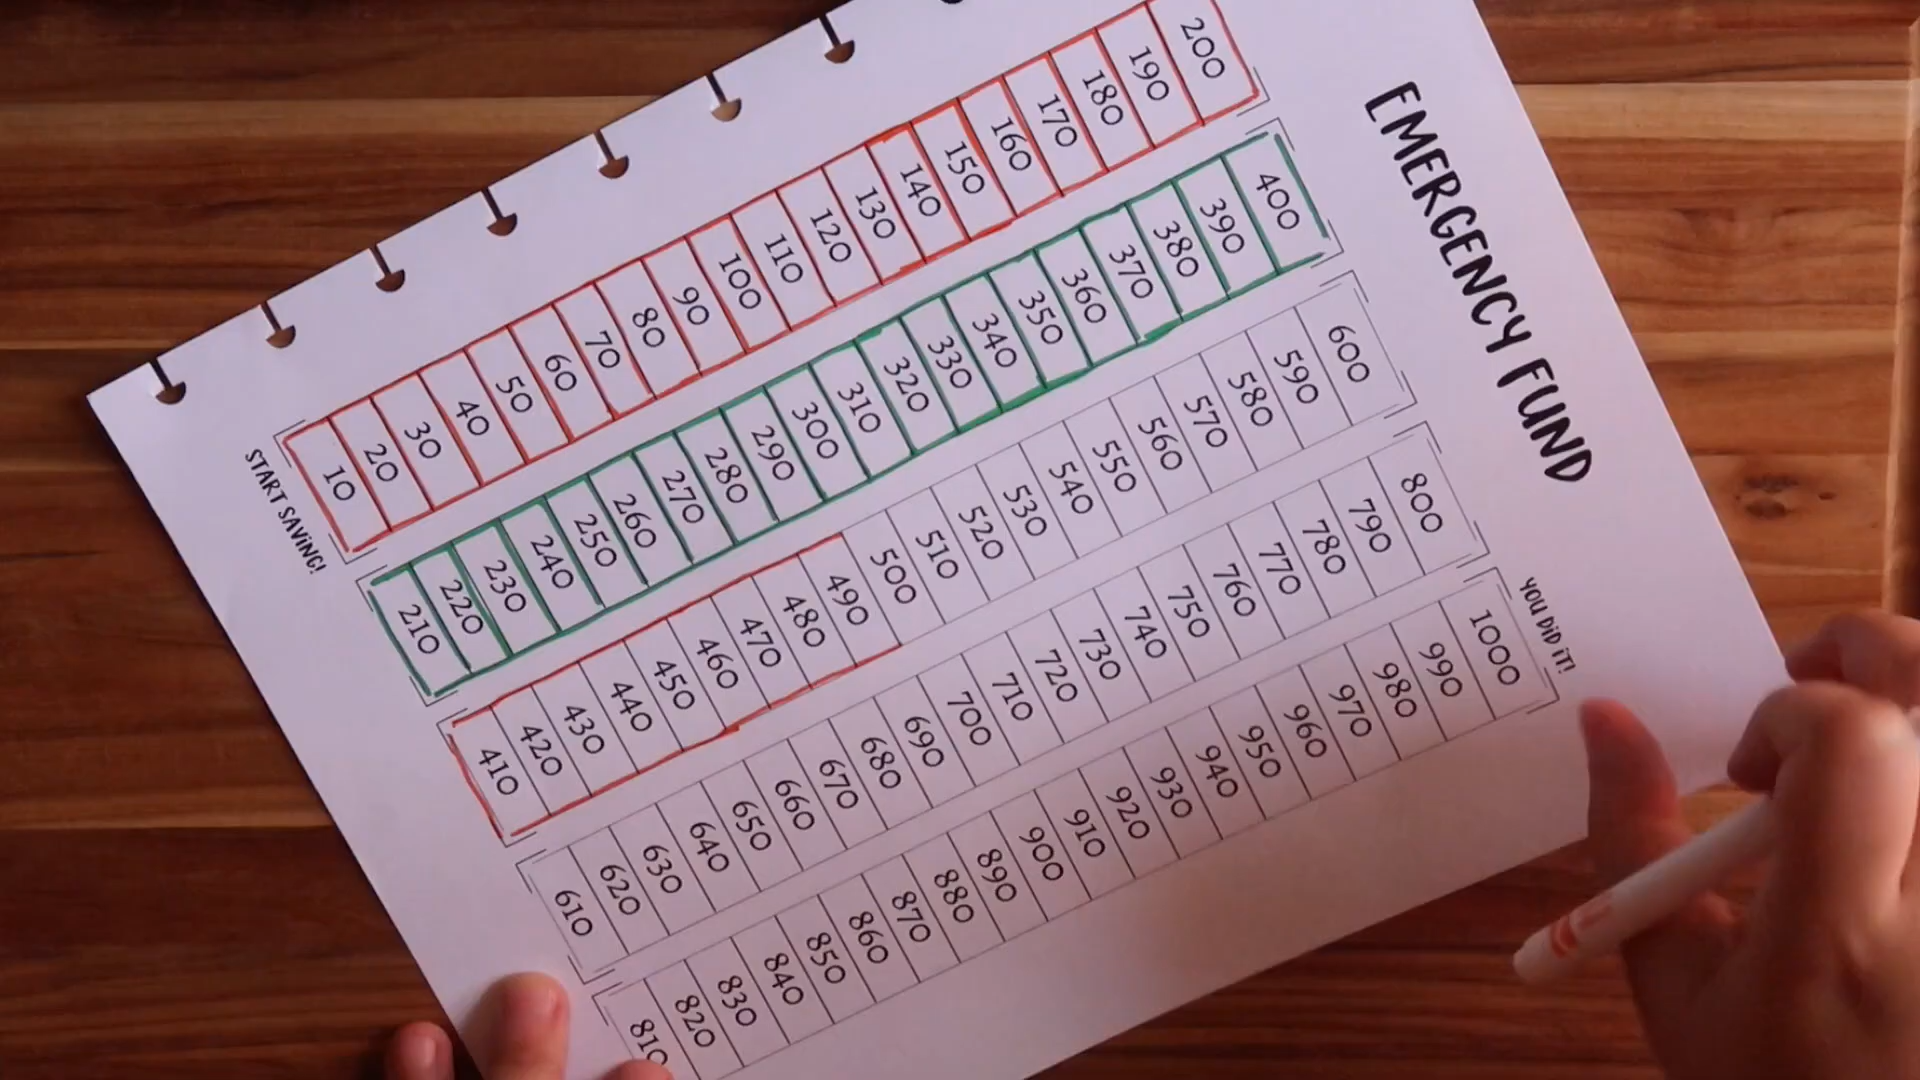 EMERGENCY FUND
START SAVING!
10 20 30 40 50 60 70 80 90 100 110 120 130 140 150 160 170 180 190 200
210 220 230 240 250 260 270 280 290 300 310 320 330 340 350 360 370 380 390 400
410 420 430 440 450 460 470 480 490 500 510 520 530 540 550 560 570 580 590 600
610 620 630 640 650 660 670 680 690 700 710 720 730 740 750 760 770 780 790 800
810 820 830 840 850 860 870 880 890 900 910 920 930 940 950 960 970 980 990 1000
YOU DID IT!